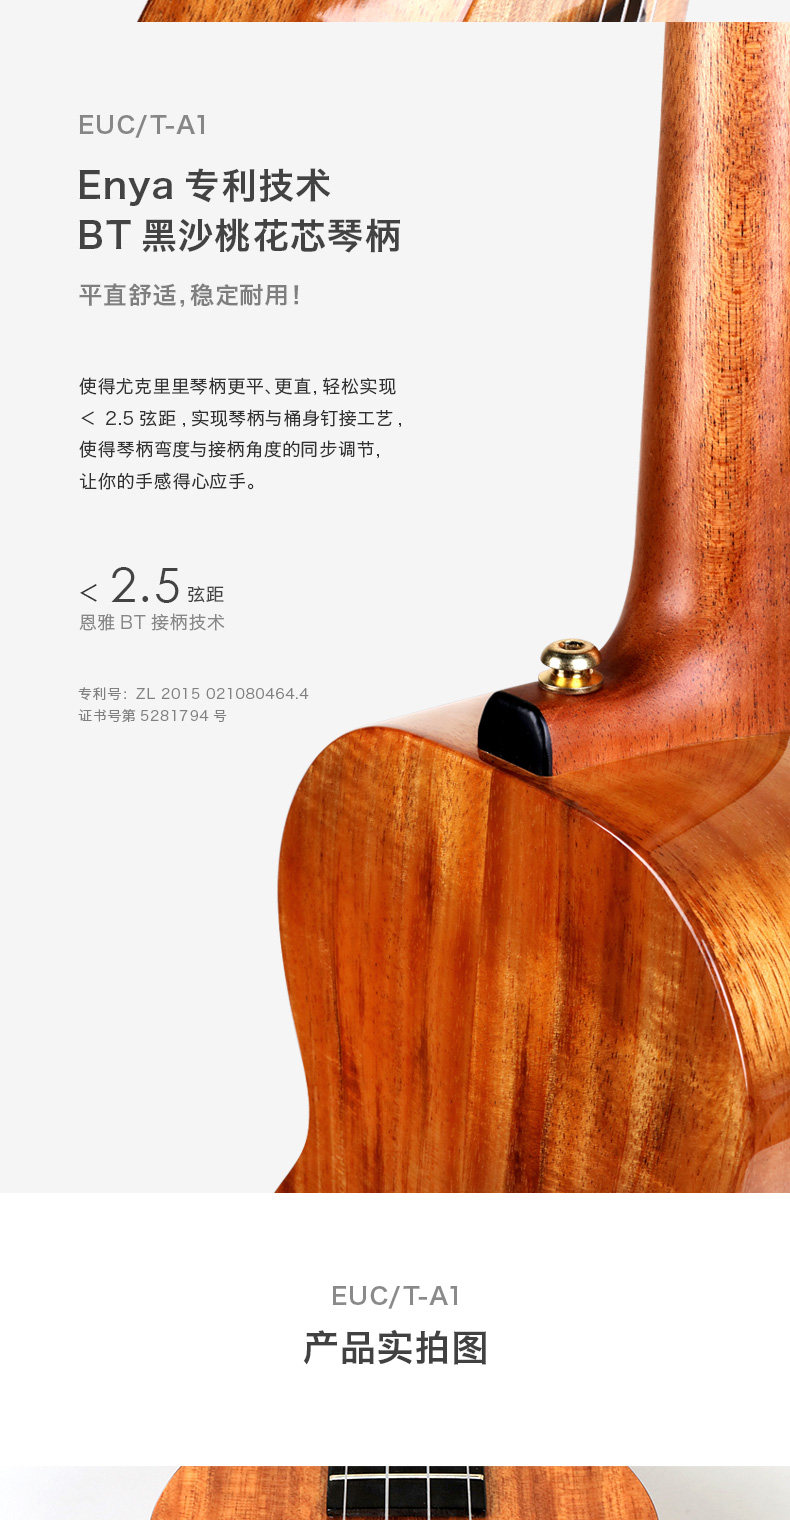 EUC/T-A1
Enya 专利技术
BT 黑沙桃花芯琴柄
平直舒适,稳定耐用!
使得尤克里里琴柄更平、更直,轻松实现
< 2.5 弦距,实现琴柄与桶身钉接工艺,
使得琴柄弯度与接柄角度的同步调节,
让你的手感得心应手。
< 2.5 弦距
恩雅 BT 接柄技术
专利号: ZL 2015 021080464.4
证书号第 5281794 号
EUC/T-A1
产品实拍图